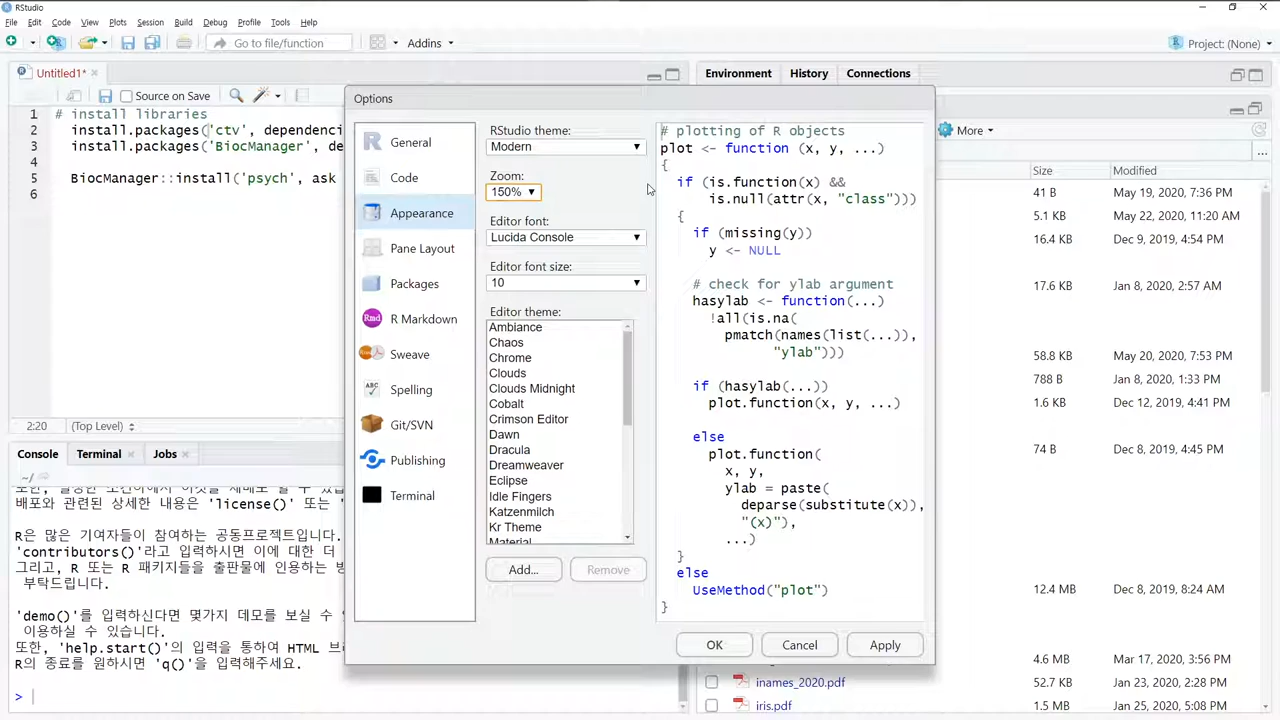 RStudio
File Edit Code View Plots Session Build Debug Profile Tools Help
Go to file/function
Addins
Project: (None)
Untitled1*
Source on Save
1 # install libraries
2 install.packages('ctv', dependenci
3 install.packages('BiocManager', de
4
5 BiocManager::install('psych', ask
6
2:20 (Top Level)
Console Terminal Jobs
~/
배포와 관련된 상세한 내용은 'license()' 또는 '
R은 많은 기여자들이 참여하는 공동프로젝트입니다.
'contributors()'라고 입력하시면 이에 대한 더
그리고, R 또는 R 패키지들을 출판물에 인용하는 방
부탁드립니다.
'demo()'를 입력하신다면 몇가지 데모를 보실 수 있
이용하실 수 있습니다.
또한, 'help.start()'의 입력을 통하여 HTML 브
R의 종료를 원하시면 'q()'을 입력해주세요.
>
Options
General
Code
Appearance
Pane Layout
Packages
R Markdown
Sweave
Spelling
Git/SVN
Publishing
Terminal
RStudio theme:
Modern
Zoom:
150%
Editor font:
Lucida Console
Editor font size:
10
Editor theme:
Ambiance
Chaos
Chrome
Clouds
Clouds Midnight
Cobalt
Crimson Editor
Dawn
Dracula
Dreamweaver
Eclipse
Idle Fingers
Katzenmilch
Kr Theme
Material
Add... Remove
# plotting of R objects
plot <- function (x, y, ...)
{
if (is.function(x) &&
is.null(attr(x, "class")))
{
if (missing(y))
y <- NULL
# check for ylab argument
hasylab <- function(...)
!all(is.na(
pmatch(names(list(...)),
"ylab")))
if (hasylab(...))
plot.function(x, y, ...)
else
plot.function(
x, y,
ylab = paste(
deparse(substitute(x)),
"(x)"),
...)
}
else
UseMethod("plot")
}
OK Cancel Apply
Environment History Connections
More
Size Modified
41 B May 19, 2020, 7:36 PM
5.1 KB May 22, 2020, 11:20 AM
16.4 KB Dec 9, 2019, 4:54 PM
17.6 KB Jan 8, 2020, 2:57 AM
58.8 KB May 20, 2020, 7:53 PM
788 B Jan 8, 2020, 1:33 PM
1.6 KB Dec 12, 2019, 4:41 PM
74 B Dec 8, 2019, 4:45 PM
12.4 MB Dec 8, 2019, 8:24 AM
4.6 MB Mar 17, 2020, 3:56 PM
inames_2020.pdf 52.7 KB Jan 23, 2020, 2:28 PM
iris.pdf 1.5 MB Jan 25, 2020, 5:08 PM